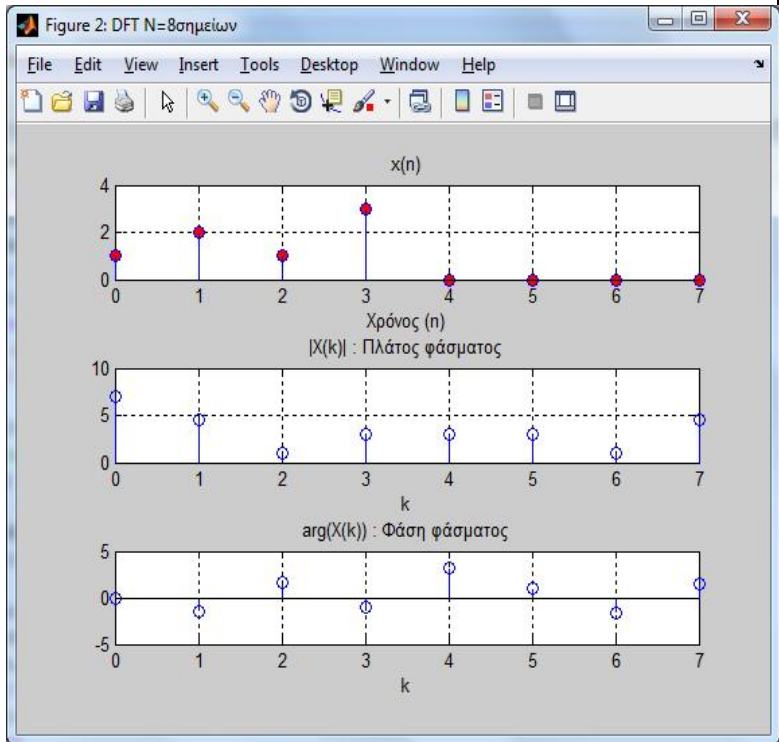 Figure 2: DFT N=8σημείων
File Edit View Insert Tools Desktop Window Help
x(n)
4
2
0
0 1 2 3 4 5 6 7
Χρόνος (n)
|X(k)| : Πλάτος φάσματος
10
5
0
0 1 2 3 4 5 6 7
k
arg(X(k)) : Φάση φάσματος
5
0
-5
0 1 2 3 4 5 6 7
k